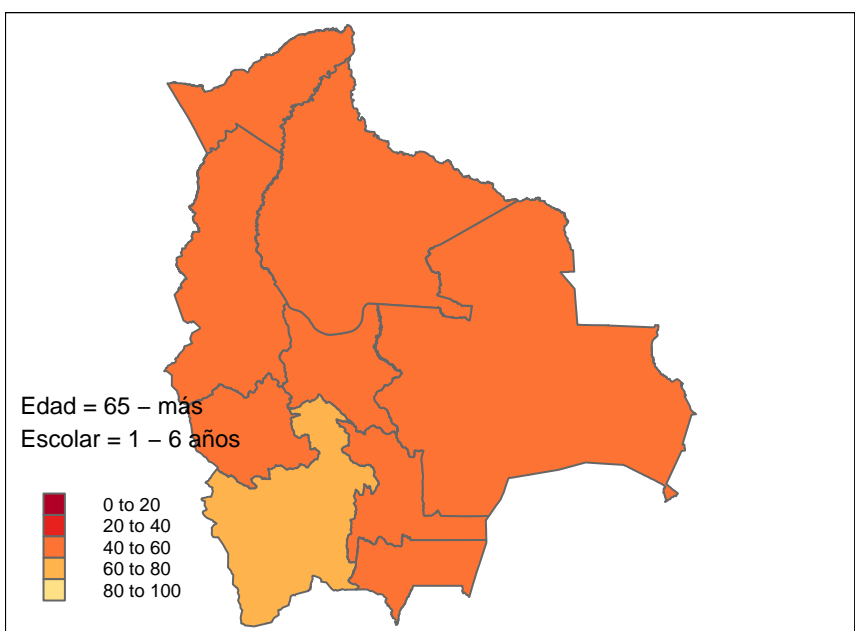 Edad = 65 – más
Escolar = 1 – 6 años
0 to 20
20 to 40
40 to 60
60 to 80
80 to 100